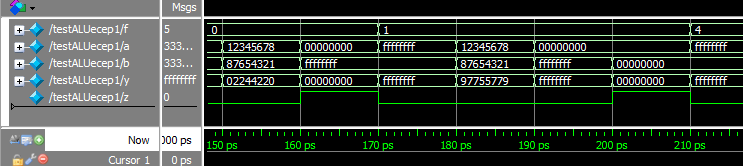 Msgs
/testALUecep1/f 5 0 1 4
/testALUecep1/a 333... 12345678 00000000 ffffffff 12345678 00000000 ffffffff
/testALUecep1/b 333... 87654321 ffffffff 87654321 ffffffff 00000000
/testALUecep1/y ffffffff 02244220 00000000 ffffffff 97755779 ffffffff 00000000 ffffffff
/testALUecep1/z 0
Now 000 ps 150 ps 160 ps 170 ps 180 ps 190 ps 200 ps 210 ps
Cursor 1 0 ps